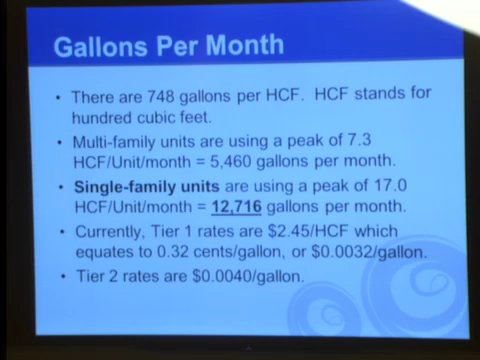 Gallons Per Month
• There are 748 gallons per HCF. HCF stands for
hundred cubic feet.
• Multi-family units are using a peak of 7.3
HCF/Unit/month = 5,460 gallons per month.
• Single-family units are using a peak of 17.0
HCF/Unit/month = 12,716 gallons per month.
• Currently, Tier 1 rates are $2.45/HCF which
equates to 0.32 cents/gallon, or $0.0032/gallon.
• Tier 2 rates are $0.0040/gallon.